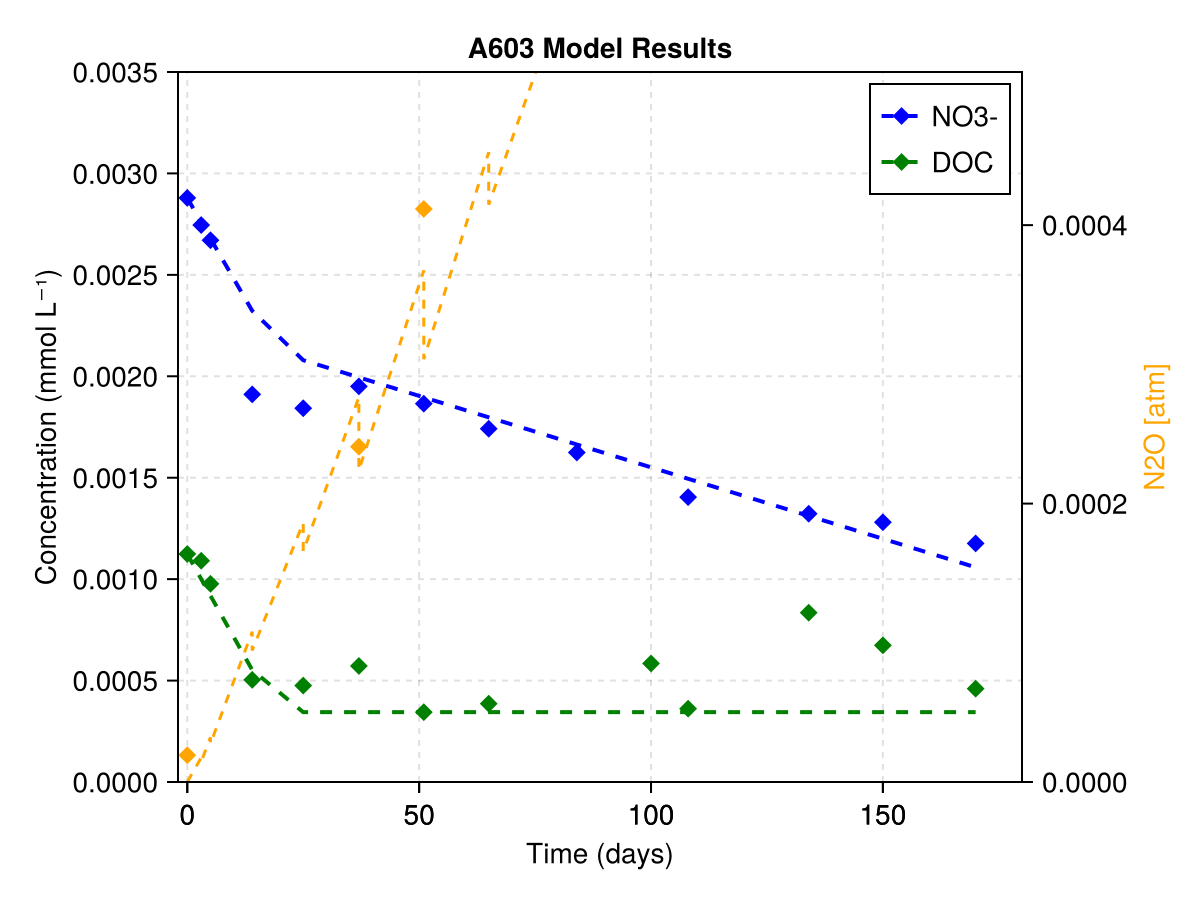 A603 Model Results
0.0035
0.0030
0.0025
0.0020
0.0015
0.0010
0.0005
0.0000
Concentration (mmol L⁻¹)
NO3-
DOC
0.0004
0.0002
0.0000
N2O [atm]
0 50 100 150
Time (days)